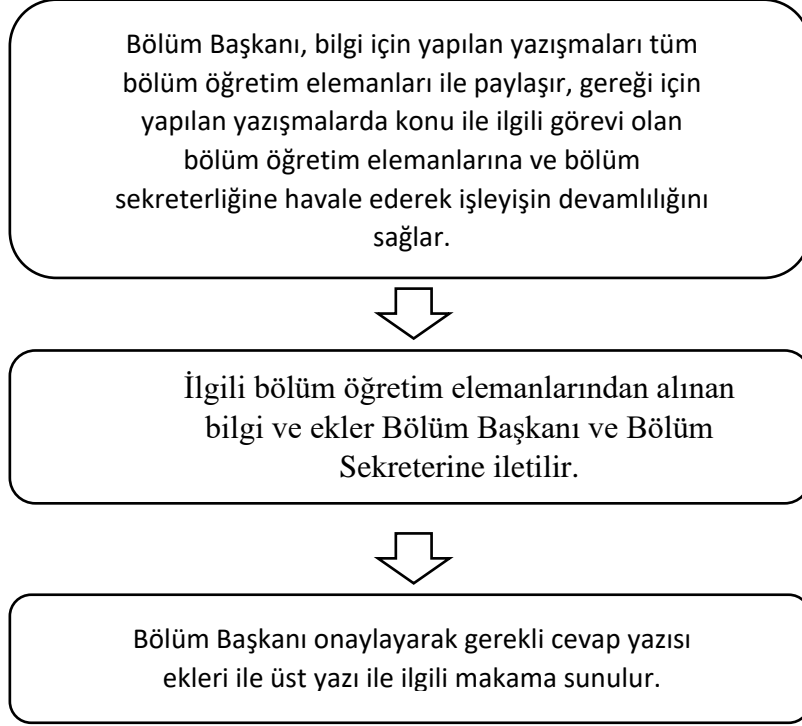 Bölüm Başkanı, bilgi için yapılan yazışmaları tüm
bölüm öğretim elemanları ile paylaşır, gereği için
yapılan yazışmalarda konu ile ilgili görevi olan
bölüm öğretim elemanlarına ve bölüm
sekreterliğine havale ederek işleyişin devamlılığını
sağlar.
İlgili bölüm öğretim elemanlarından alınan
bilgi ve ekler Bölüm Başkanı ve Bölüm
Sekreterine iletilir.
Bölüm Başkanı onaylayarak gerekli cevap yazısı
ekleri ile üst yazı ile ilgili makama sunulur.